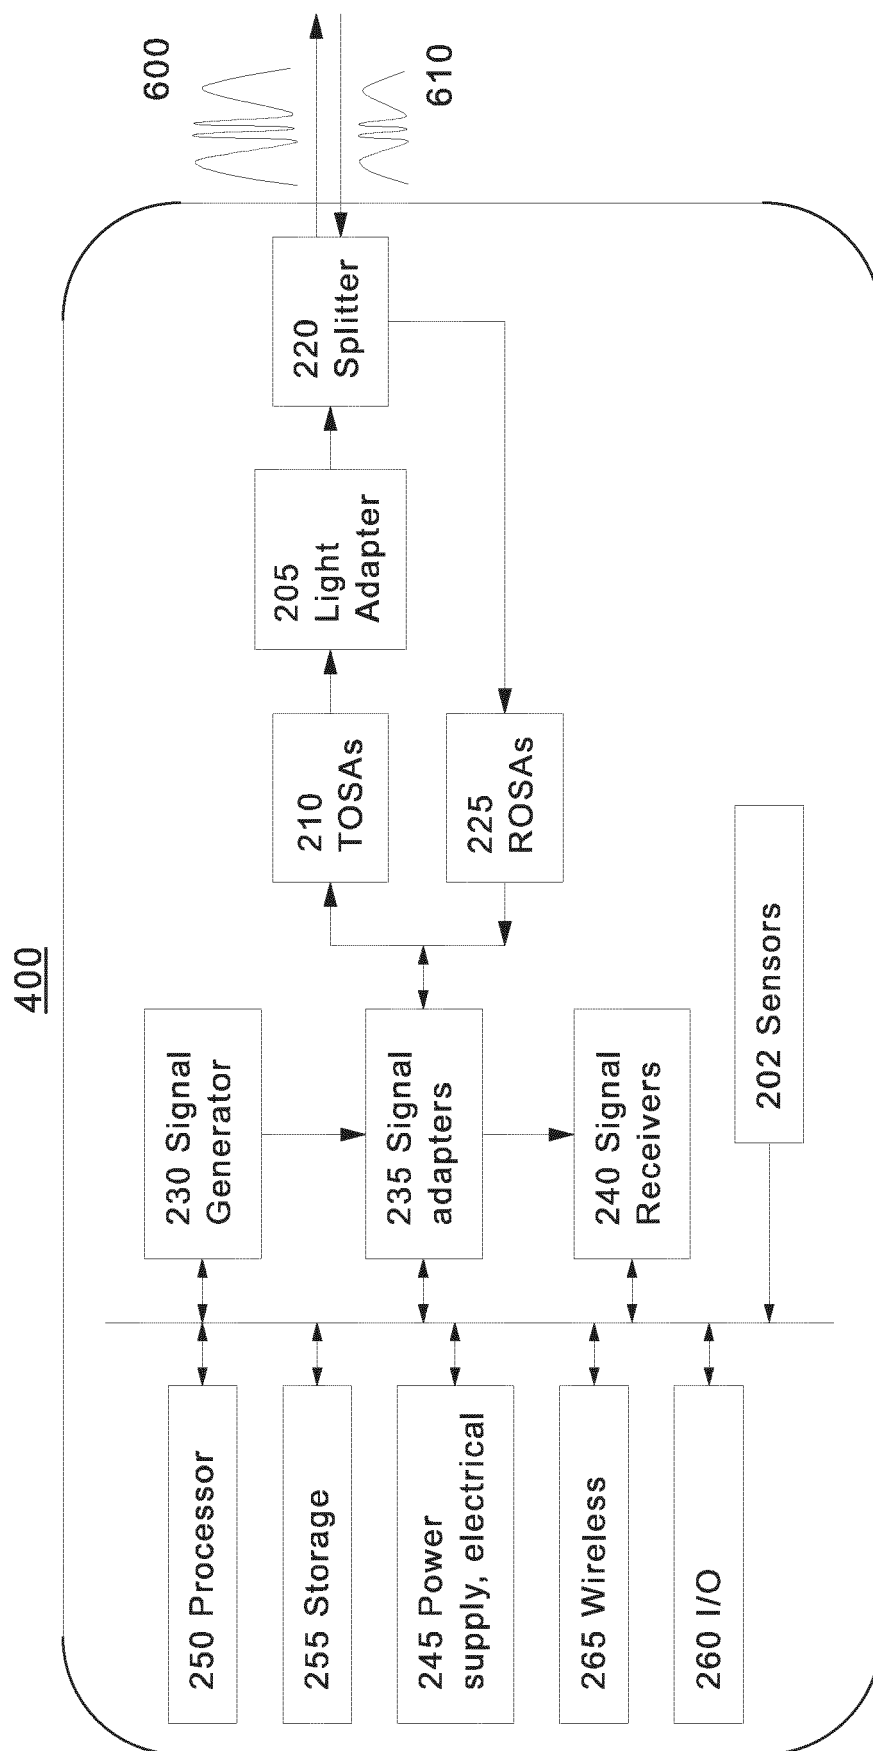 400
600
610
250 Processor
255 Storage
245 Power
supply, electrical
265 Wireless
260 I/O
230 Signal
Generator
235 Signal
adapters
240 Signal
Receivers
202 Sensors
210
TOSAs
225
ROSAs
205
Light
Adapter
220
Splitter